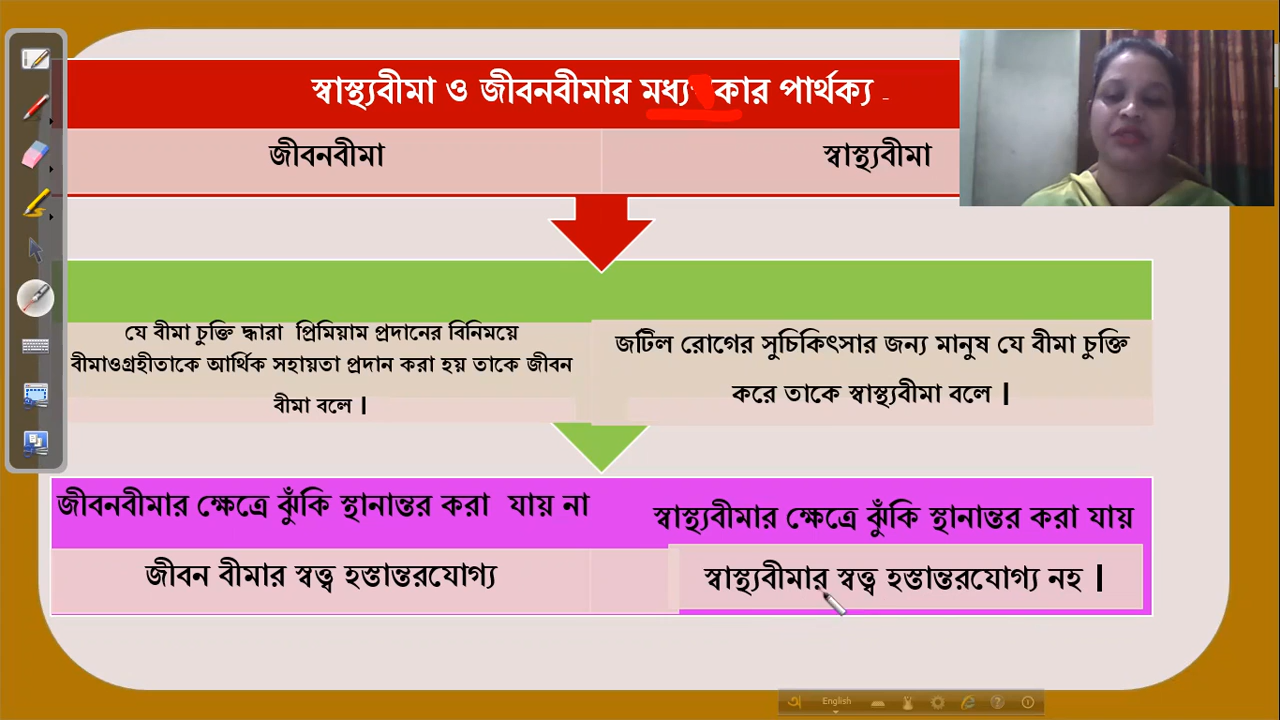 স্বাস্থ্যবীমা ও জীবনবীমার মধ্যকার পার্থক্য -
জীবনবীমা
স্বাস্থ্যবীমা
যে বীমা চুক্তি দ্ধারা প্রিমিয়াম প্রদানের বিনিময়ে
বীমাওগ্রহীতাকে আর্থিক সহায়তা প্রদান করা হয় তাকে জীবন
বীমা বলে |
জটিল রোগের সুচিকিৎসার জন্য মানুষ যে বীমা চুক্তি
করে তাকে স্বাস্থ্যবীমা বলে |
জীবনবীমার ক্ষেত্রে ঝুঁকি স্থানান্তর করা যায় না
স্বাস্থ্যবীমার ক্ষেত্রে ঝুঁকি স্থানান্তর করা যায়
জীবন বীমার স্বত্ত্ব হস্তান্তরযোগ্য
স্বাস্থ্যবীমার স্বত্ত্ব হস্তান্তরযোগ্য নহ |
অ English